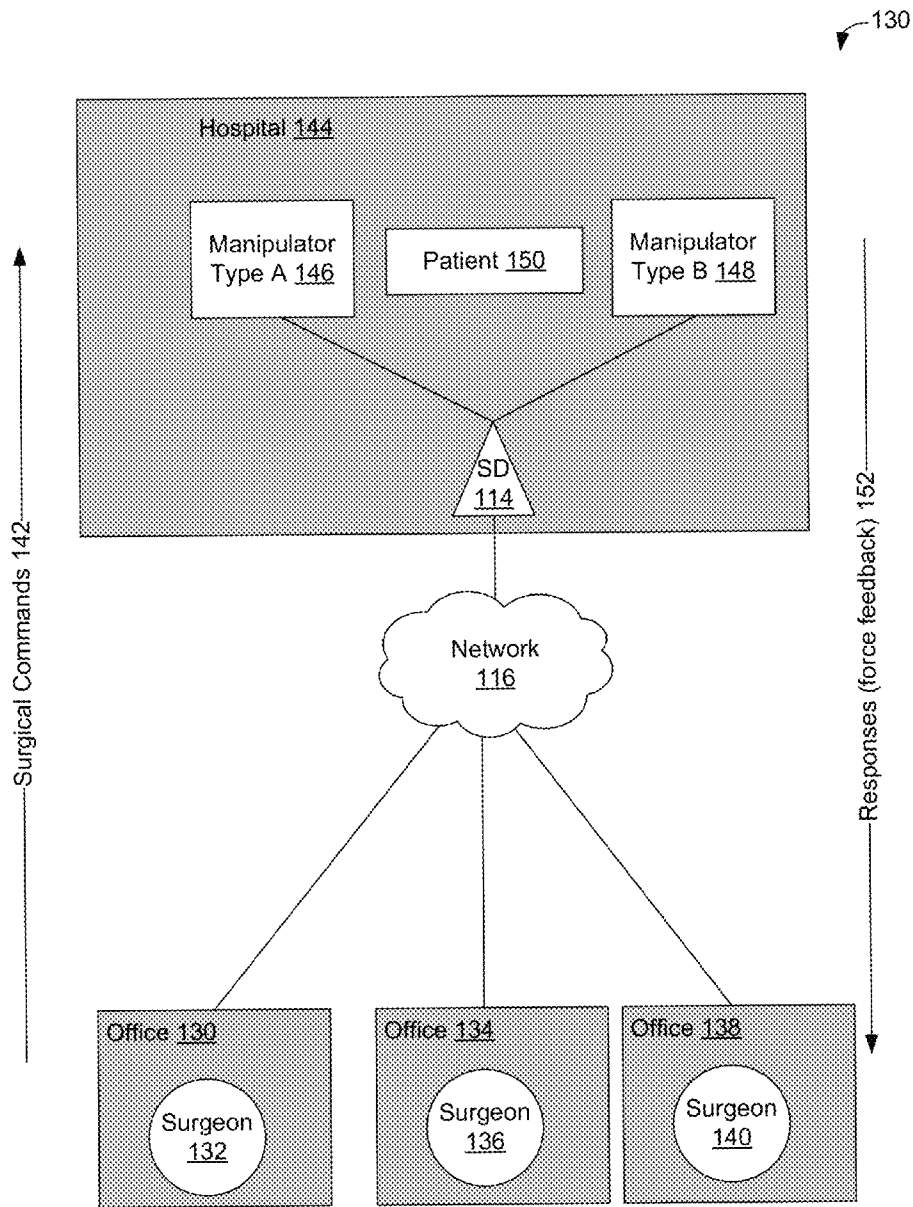 130
Hospital 144
Manipulator
Type A 146
Patient 150
Manipulator
Type B 148
SD
114
Surgical Commands 142
Responses (force feedback) 152
Network
116
Office 130
Surgeon
132
Office 134
Surgeon
136
Office 138
Surgeon
140